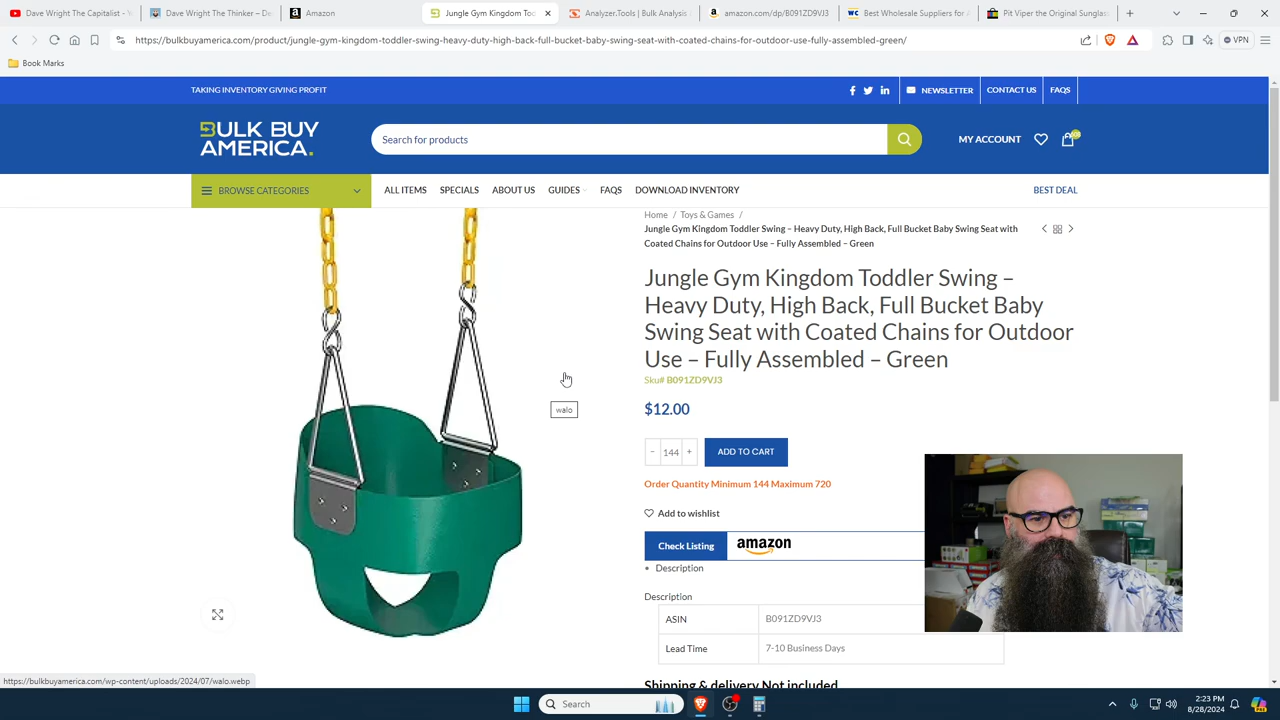 Dave Wright The Capitalist - Y
Dave Wright The Thinker – De
Amazon
Jungle Gym Kingdom Tod
Analyzer.Tools | Bulk Analysis
amazon.com/dp/B091ZD9VJ3
Best Wholesale Suppliers for A
Pit Viper the Original Sunglas
https://bulkbuyamerica.com/product/jungle-gym-kingdom-toddler-swing-heavy-duty-high-back-full-bucket-baby-swing-seat-with-coated-chains-for-outdoor-use-fully-assembled-green/
VPN
Book Marks
TAKING INVENTORY GIVING PROFIT
NEWSLETTER
CONTACT US
FAQS
BULK BUY
AMERICA.
Search for products
MY ACCOUNT
BROWSE CATEGORIES
ALL ITEMS
SPECIALS
ABOUT US
GUIDES
FAQS
DOWNLOAD INVENTORY
BEST DEAL
Home / Toys & Games /
Jungle Gym Kingdom Toddler Swing – Heavy Duty, High Back, Full Bucket Baby Swing Seat with
Coated Chains for Outdoor Use – Fully Assembled – Green
Jungle Gym Kingdom Toddler Swing –
Heavy Duty, High Back, Full Bucket Baby
Swing Seat with Coated Chains for Outdoor
Use – Fully Assembled – Green
Sku# B091ZD9VJ3
walo
$12.00
- 144 +
ADD TO CART
Order Quantity Minimum 144 Maximum 720
Add to wishlist
Check Listing
amazon
Description
Description
ASIN
B091ZD9VJ3
Lead Time
7-10 Business Days
Shipping & delivery Not included
https://bulkbuyamerica.com/wp-content/uploads/2024/07/walo.webp
Search
2:23 PM
8/28/2024